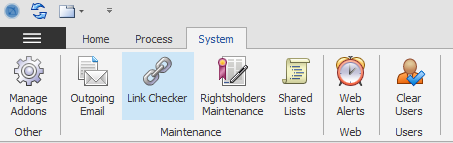 Home Process System
Manage Addons
Outgoing Email
Link Checker
Rightsholders Maintenance
Shared Lists
Web Alerts
Clear Users
Other Maintenance Web Users